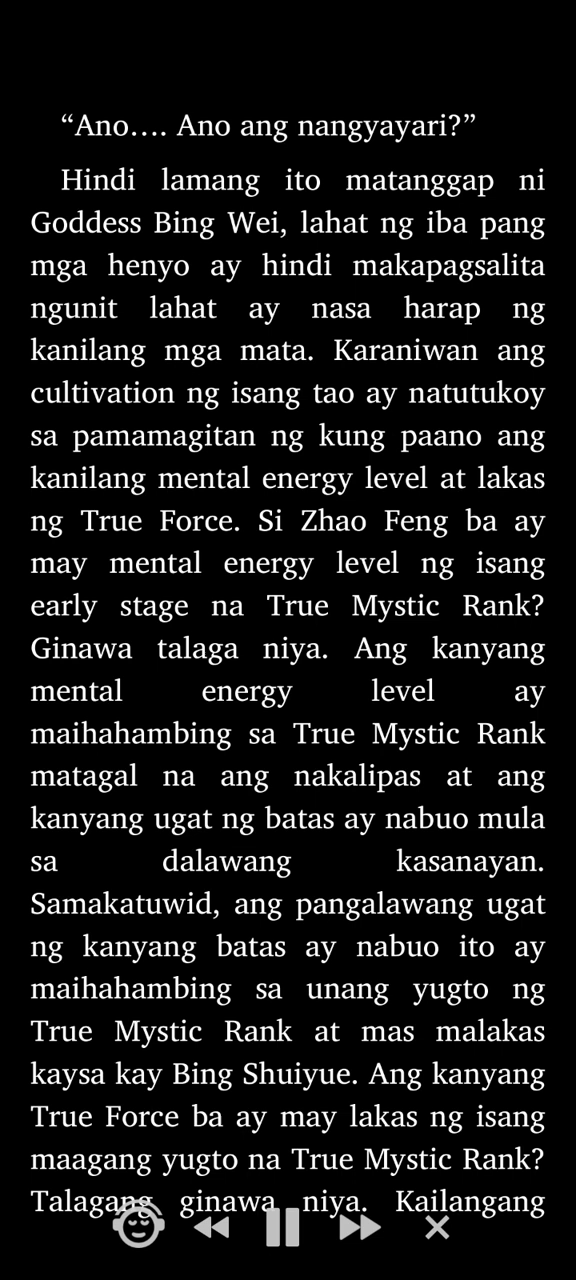 “Ano…. Ano ang nangyayari?”
Hindi lamang ito matanggap ni
Goddess Bing Wei, lahat ng iba pang
mga henyo ay hindi makapagsalita
ngunit lahat ay nasa harap ng
kanilang mga mata. Karaniwan ang
cultivation ng isang tao ay natutukoy
sa pamamagitan ng kung paano ang
kanilang mental energy level at lakas
ng True Force. Si Zhao Feng ba ay
may mental energy level ng isang
early stage na True Mystic Rank?
Ginawa talaga niya. Ang kanyang
mental energy level ay
maihahambing sa True Mystic Rank
matagal na ang nakalipas at ang
kanyang ugat ng batas ay nabuo mula
sa dalawang kasanayan.
Samakatuwid, ang pangalawang ugat
ng kanyang batas ay nabuo ito ay
maihahambing sa unang yugto ng
True Mystic Rank at mas malakas
kaysa kay Bing Shuiyue. Ang kanyang
True Force ba ay may lakas ng isang
maagang yugto na True Mystic Rank?
Talagang ginawa niya. Kailangang